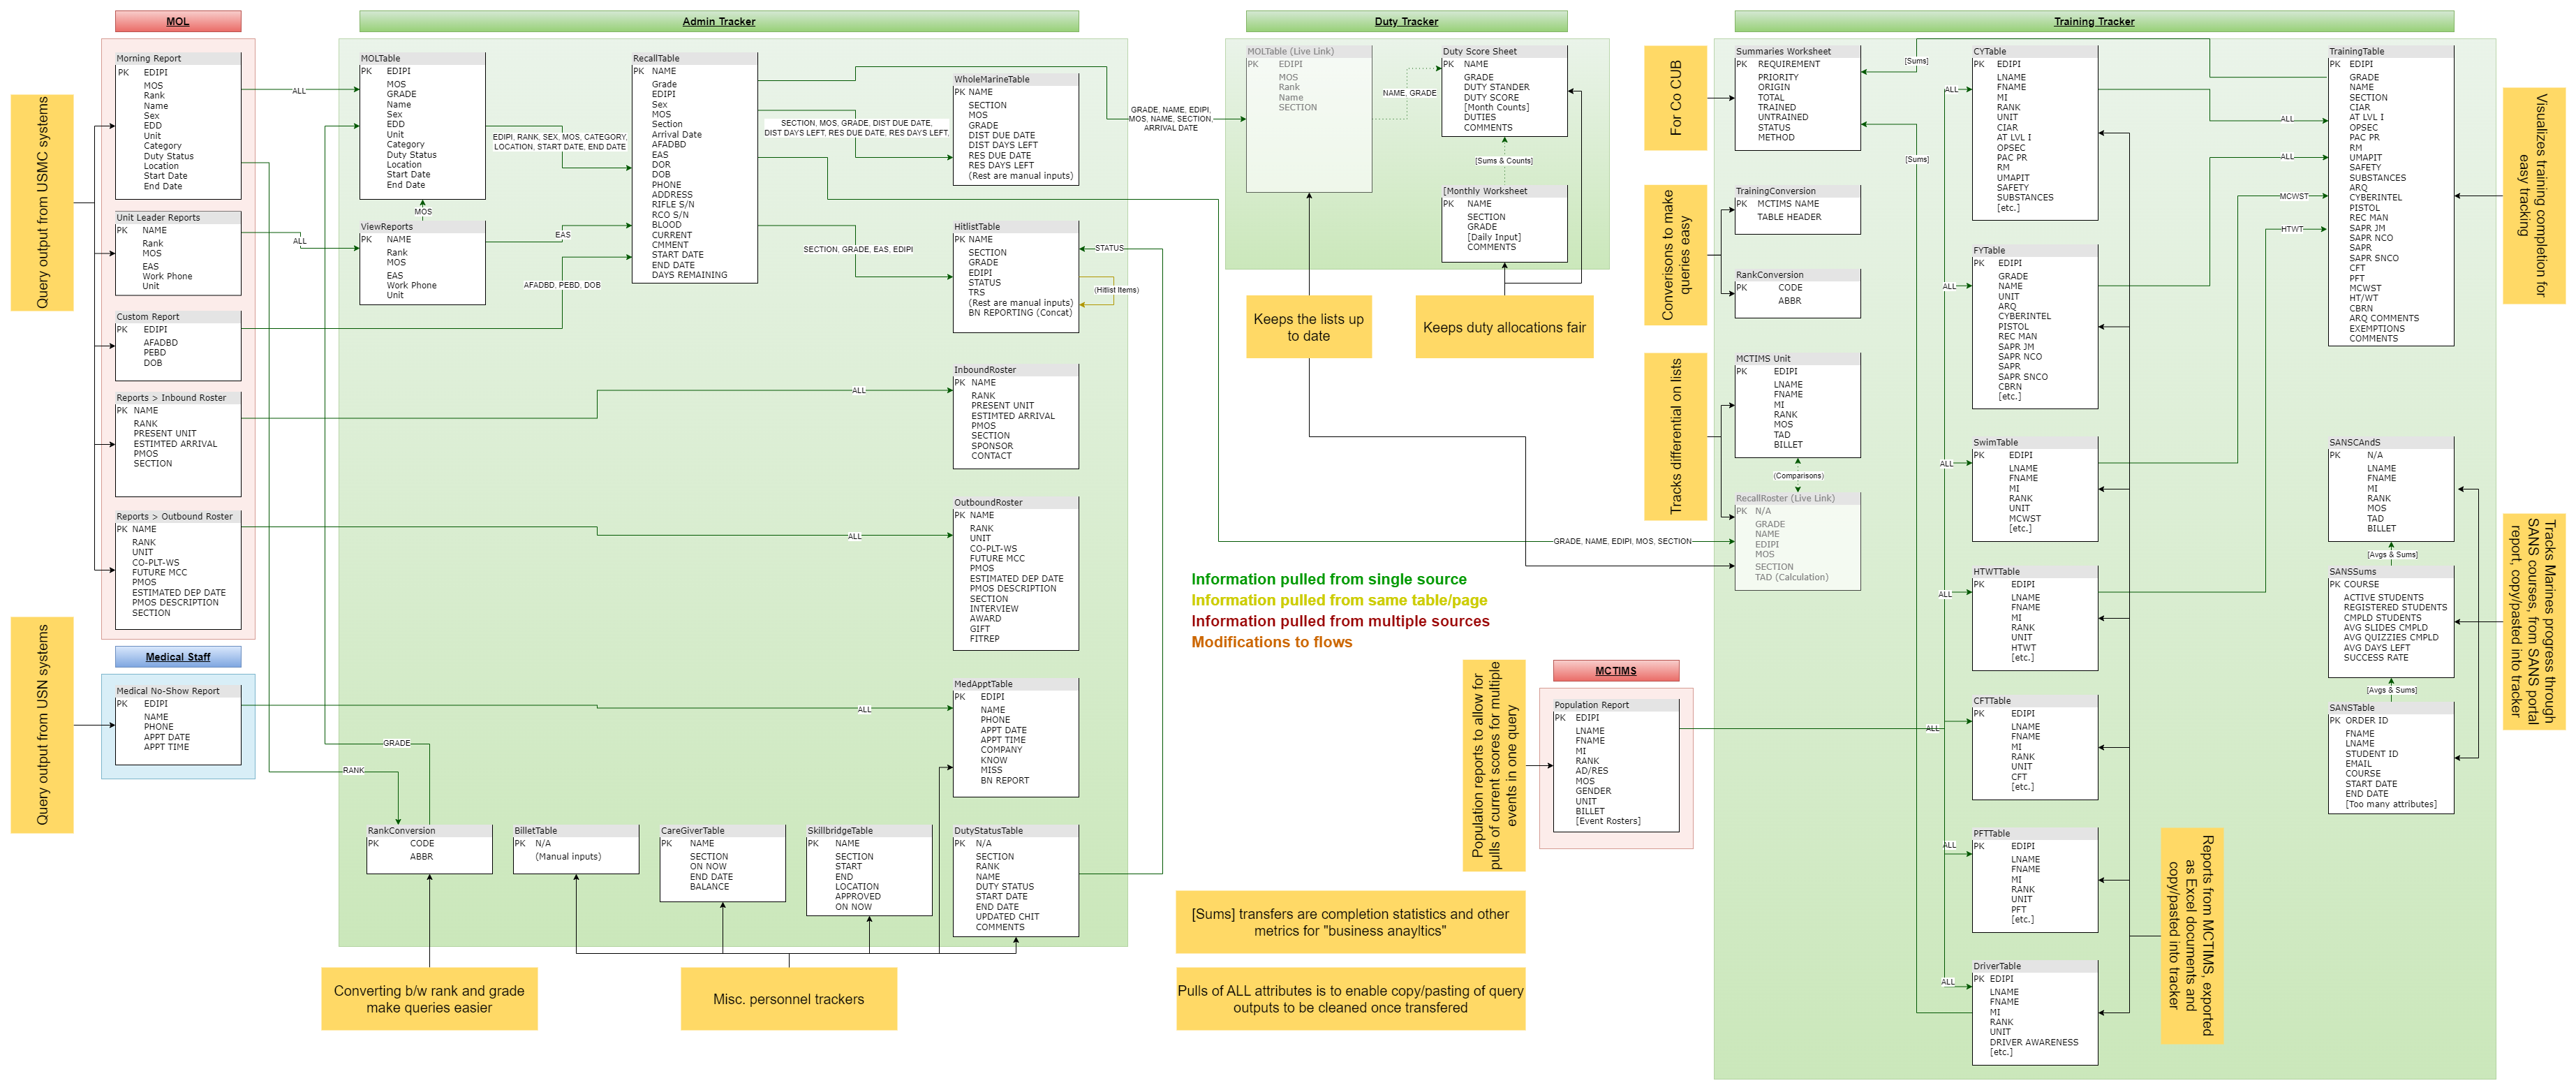 MOL
Morning Report
PK EDIPI
MOS
Rank
Name
Sex
EDD
Unit
Category
Duty Status
Location
Start Date
End Date
Unit Leader Reports
PK NAME
Rank
MOS
EAS
Work Phone
Unit
Custom Report
PK EDIPI
AFADBD
PEBD
DOB
Reports > Inbound Roster
PK NAME
RANK
PRESENT UNIT
ESTIMTED ARRIVAL
PMOS
SECTION
Reports > Outbound Roster
PK NAME
RANK
UNIT
CO-PLT-WS
FUTURE MCC
PMOS
ESTIMATED DEP DATE
PMOS DESCRIPTION
SECTION
Query output from USMC systems
Medical Staff
Medical No-Show Report
PK EDIPI
NAME
PHONE
APPT DATE
APPT TIME
Query output from USN systems
Admin Tracker
MOLTable
PK EDIPI
MOS
GRADE
Name
Sex
EDD
Unit
Category
Duty Status
Location
Start Date
End Date
MOS
ViewReports
PK NAME
Rank
MOS
EAS
Work Phone
Unit
ALL
ALL
EDIPI, RANK, SEX, MOS, CATEGORY,
LOCATION, START DATE, END DATE
EAS
AFADBD, PEBD, DOB
RecallTable
PK NAME
Grade
EDIPI
Sex
MOS
Section
Arrival Date
AFADBD
EAS
DOR
DOB
PHONE
ADDRESS
RIFLE S/N
RCO S/N
BLOOD
CURRENT
CMMENT
START DATE
END DATE
DAYS REMAINING
SECTION, MOS, GRADE, DIST DUE DATE,
DIST DAYS LEFT, RES DUE DATE, RES DAYS LEFT,
SECTION, GRADE, EAS, EDIPI
WholeMarineTable
PK NAME
SECTION
MOS
GRADE
DIST DUE DATE
DIST DAYS LEFT
RES DUE DATE
RES DAYS LEFT
(Rest are manual inputs)
HitlistTable
PK NAME
SECTION
GRADE
EDIPI
STATUS
TRS
(Rest are manual inputs)
BN REPORTING (Concat)
STATUS
(Hitlist Items)
ALL
InboundRoster
PK NAME
RANK
PRESENT UNIT
ESTIMTED ARRIVAL
PMOS
SECTION
SPONSOR
CONTACT
ALL
OutboundRoster
PK NAME
RANK
UNIT
CO-PLT-WS
FUTURE MCC
PMOS
ESTIMATED DEP DATE
PMOS DESCRIPTION
SECTION
INTERVIEW
AWARD
GIFT
FITREP
ALL
MedApptTable
PK EDIPI
NAME
PHONE
APPT DATE
APPT TIME
COMPANY
KNOW
MISS
BN REPORT
GRADE
RANK
RankConversion
PK CODE
ABBR
BilletTable
PK N/A
(Manual inputs)
CareGiverTable
PK NAME
SECTION
ON NOW
END DATE
BALANCE
SkillbridgeTable
PK NAME
SECTION
START
END
LOCATION
APPROVED
ON NOW
DutyStatusTable
PK N/A
SECTION
RANK
NAME
DUTY STATUS
START DATE
END DATE
UPDATED CHIT
COMMENTS
Converting b/w rank and grade
make queries easier
Misc. personnel trackers
GRADE, NAME, EDIPI,
MOS, NAME, SECTION,
ARRIVAL DATE
Duty Tracker
MOLTable (Live Link)
PK EDIPI
MOS
Rank
Name
SECTION
NAME, GRADE
Duty Score Sheet
PK NAME
GRADE
DUTY STANDER
DUTY SCORE
[Month Counts]
DUTIES
COMMENTS
[Sums & Counts]
[Monthly Worksheet
PK NAME
SECTION
GRADE
[Daily Input]
COMMENTS
Keeps the lists up
to date
Keeps duty allocations fair
Information pulled from single source
Information pulled from same table/page
Information pulled from multiple sources
Modifications to flows
MCTIMS
Population Report
PK EDIPI
LNAME
FNAME
MI
RANK
AD/RES
MOS
GENDER
UNIT
BILLET
[Event Rosters]
Population reports to allow for
pulls of current scores for multiple
events in one query
[Sums] transfers are completion statistics and other
metrics for "business anayltics"
Pulls of ALL attributes is to enable copy/pasting of query
outputs to be cleaned once transfered
Training Tracker
For Co CUB
Summaries Worksheet
PK REQUIREMENT
PRIORITY
ORIGIN
TOTAL
TRAINED
UNTRAINED
STATUS
METHOD
[Sums]
[Sums]
Converisons to make
queries easy
TrainingConversion
PK MCTIMS NAME
TABLE HEADER
RankConversion
PK CODE
ABBR
Tracks differential on lists
MCTIMS Unit
PK EDIPI
LNAME
FNAME
MI
RANK
MOS
TAD
BILLET
(Comparisons)
RecallRoster (Live Link)
PK N/A
GRADE
NAME
EDIPI
MOS
SECTION
TAD (Calculation)
GRADE, NAME, EDIPI, MOS, SECTION
ALL
CYTable
PK EDIPI
LNAME
FNAME
MI
RANK
UNIT
CIAR
AT LVL I
OPSEC
PAC PR
RM
UMAPIT
SAFETY
SUBSTANCES
[etc.]
ALL
FYTable
PK EDIPI
GRADE
NAME
UNIT
ARQ
CYBERINTEL
PISTOL
REC MAN
SAPR JM
SAPR NCO
SAPR
SAPR SNCO
CBRN
[etc.]
ALL
SwimTable
PK EDIPI
LNAME
FNAME
MI
RANK
UNIT
MCWST
[etc.]
ALL
HTWTTable
PK EDIPI
LNAME
FNAME
MI
RANK
UNIT
HTWT
[etc.]
ALL
CFTTable
PK EDIPI
LNAME
FNAME
MI
RANK
UNIT
CFT
[etc.]
ALL
PFTTable
PK EDIPI
LNAME
FNAME
MI
RANK
UNIT
PFT
[etc.]
ALL
DriverTable
PK EDIPI
LNAME
FNAME
MI
RANK
UNIT
DRIVER AWARENESS
[etc.]
Reports from MCTIMS, exported
as Excel documents and
copy/pasted into tracker
ALL
ALL
MCWST
HTWT
TrainingTable
PK EDIPI
GRADE
NAME
SECTION
CIAR
AT LVL I
OPSEC
PAC PR
RM
UMAPIT
SAFETY
SUBSTANCES
ARQ
CYBERINTEL
PISTOL
REC MAN
SAPR JM
SAPR NCO
SAPR
SAPR SNCO
CFT
PFT
MCWST
HT/WT
CBRN
ARQ COMMENTS
EXEMPTIONS
COMMENTS
Visualizes training completion for
easy tracking
SANSCAndS
PK N/A
LNAME
FNAME
MI
RANK
MOS
TAD
BILLET
[Avgs & Sums]
SANSSums
PK COURSE
ACTIVE STUDENTS
REGISTERED STUDENTS
CMPLD STUDENTS
AVG SLIDES CMPLD
AVG QUIZZIES CMPLD
AVG DAYS LEFT
SUCCESS RATE
[Avgs & Sums]
SANSTable
PK ORDER ID
FNAME
LNAME
STUDENT ID
EMAIL
COURSE
START DATE
END DATE
[Too many attributes]
Tracks Marines progress through
SANS courses, from SANS portal
report, copy/pasted into tracker